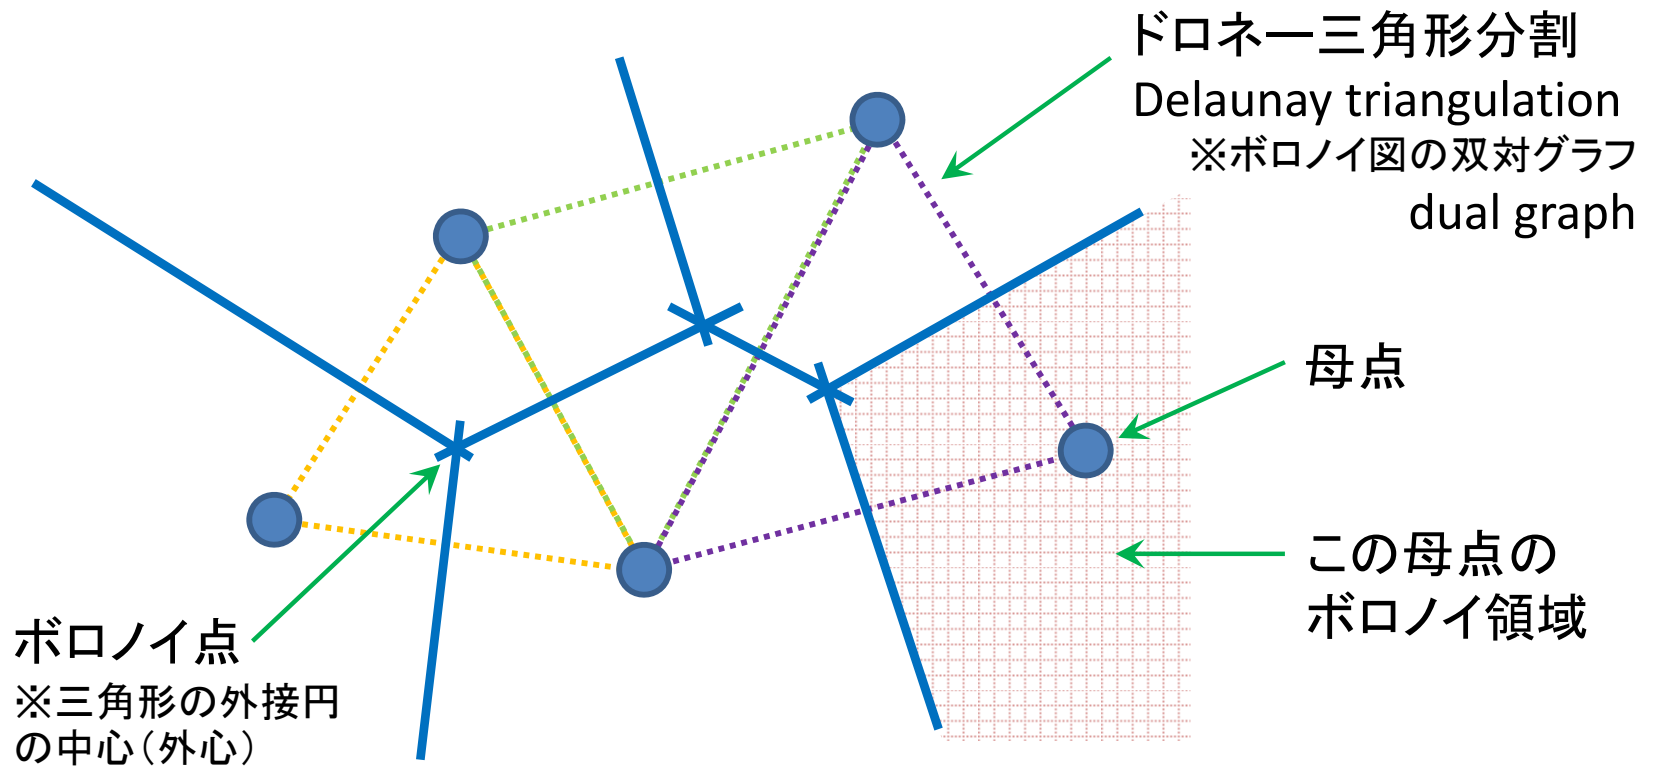 ドロネー三角形分割
Delaunay triangulation
※ボロノイ図の双対グラフ
dual graph
母点
この母点の
ボロノイ領域
ボロノイ点
※三角形の外接円
の中心（外心）